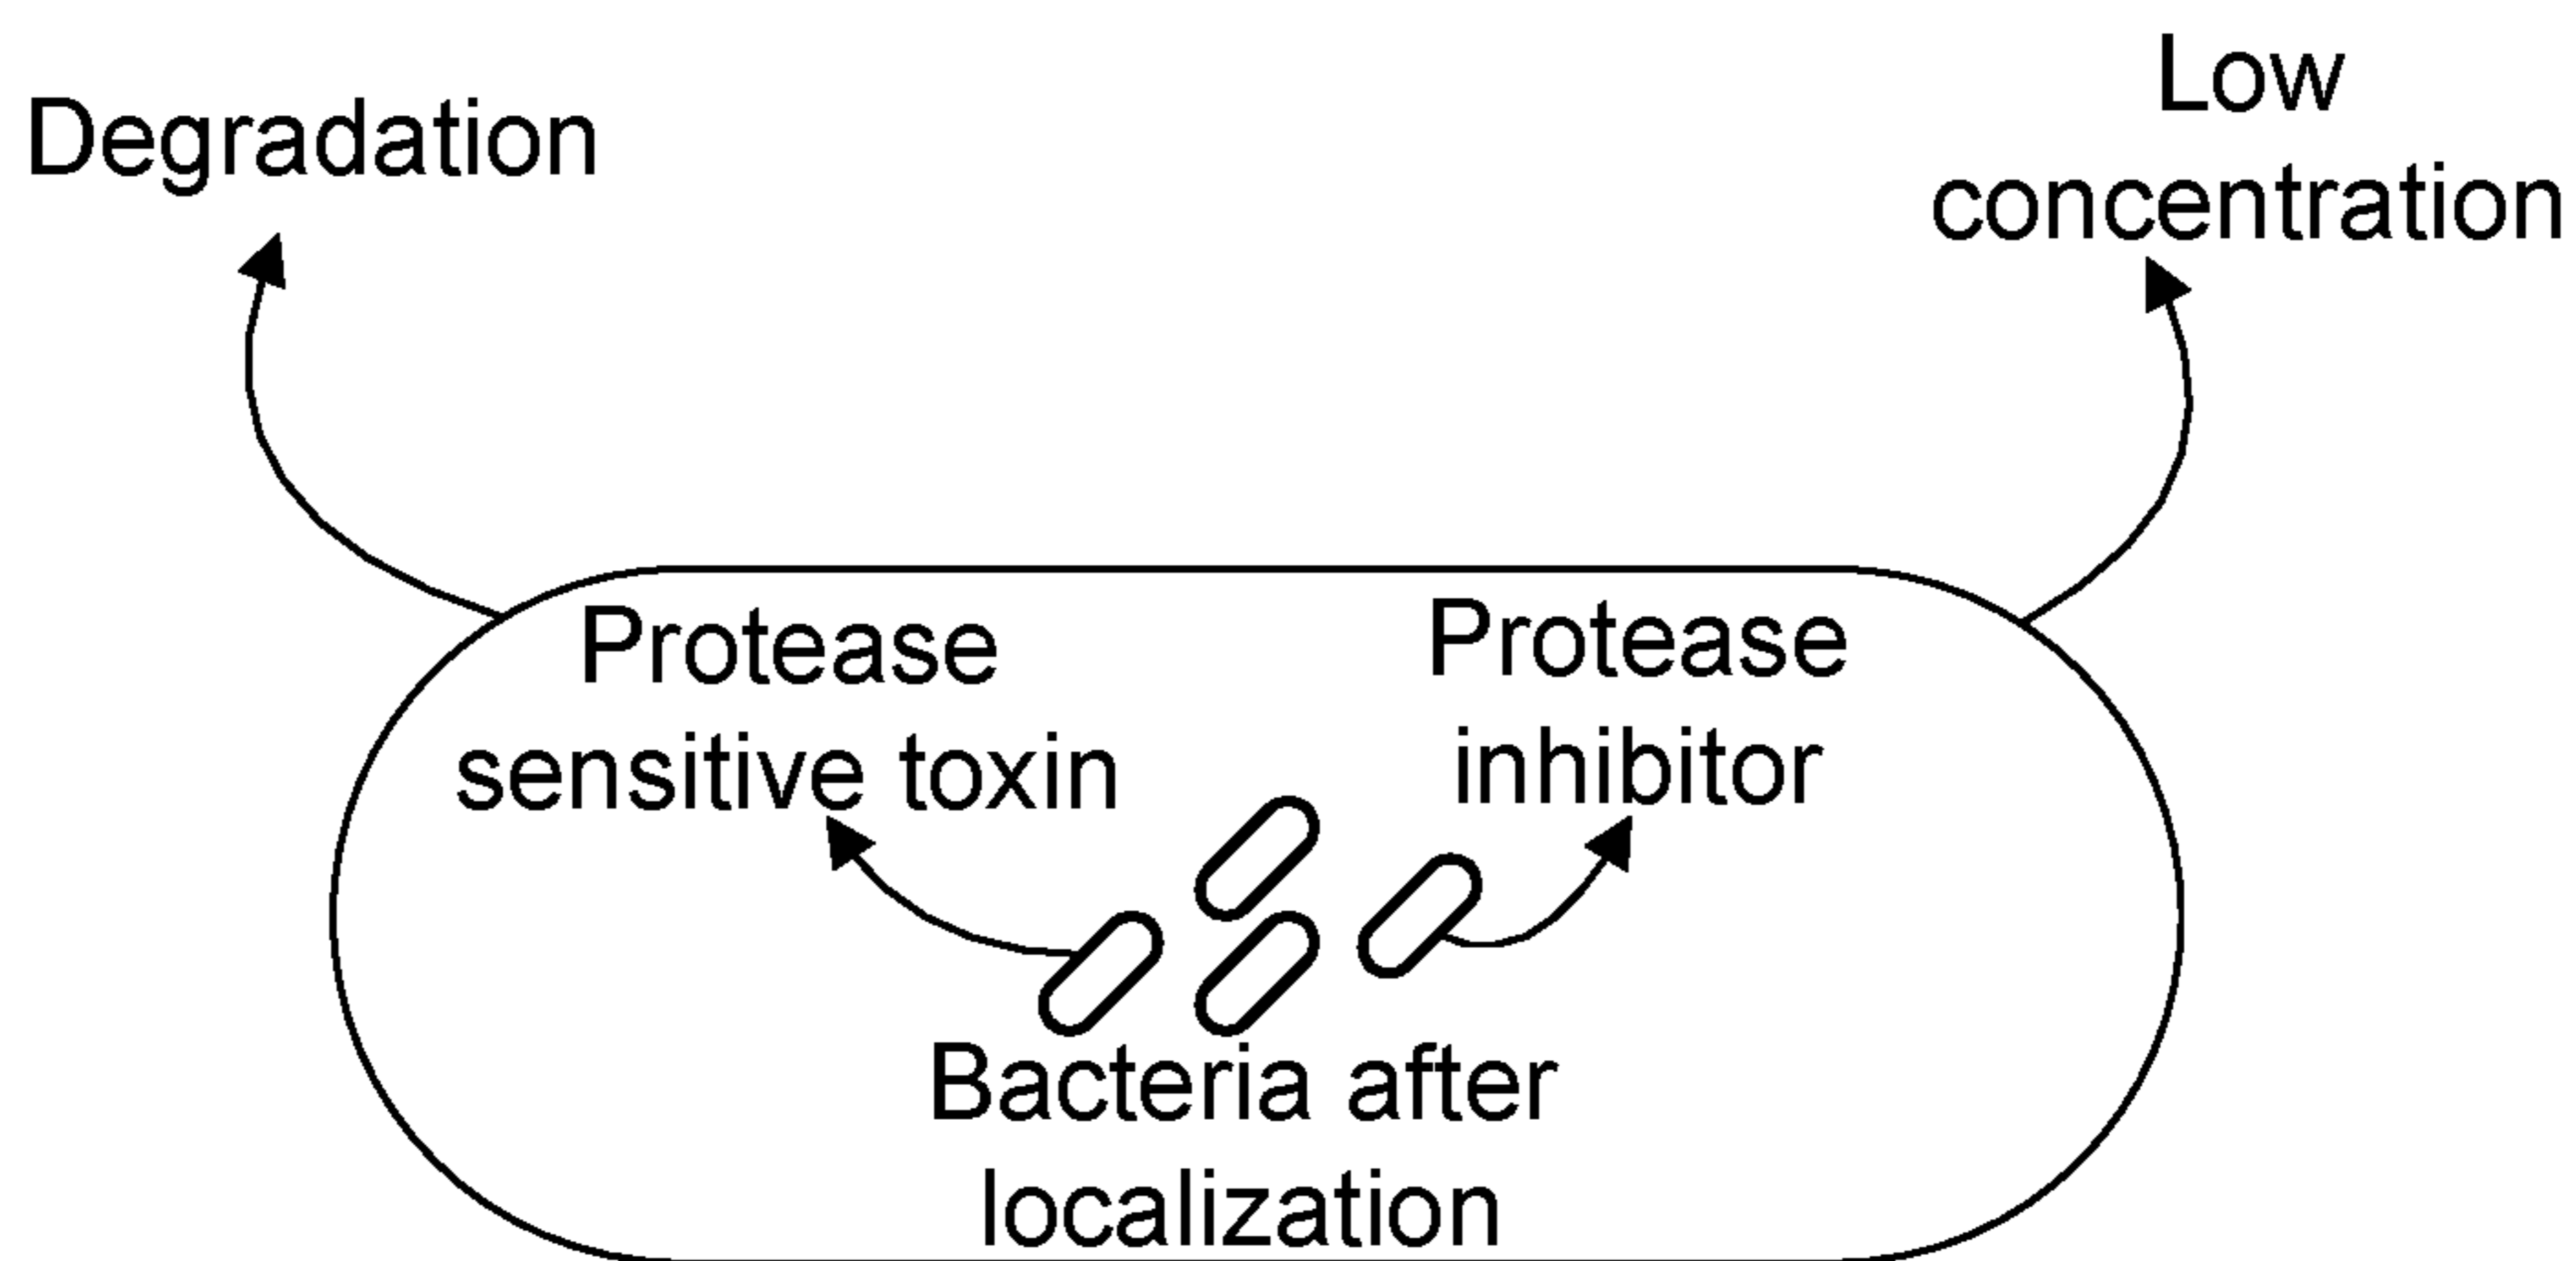 Degradation
Low
concentration
Protease
sensitive toxin
Protease
inhibitor
Bacteria after
localization